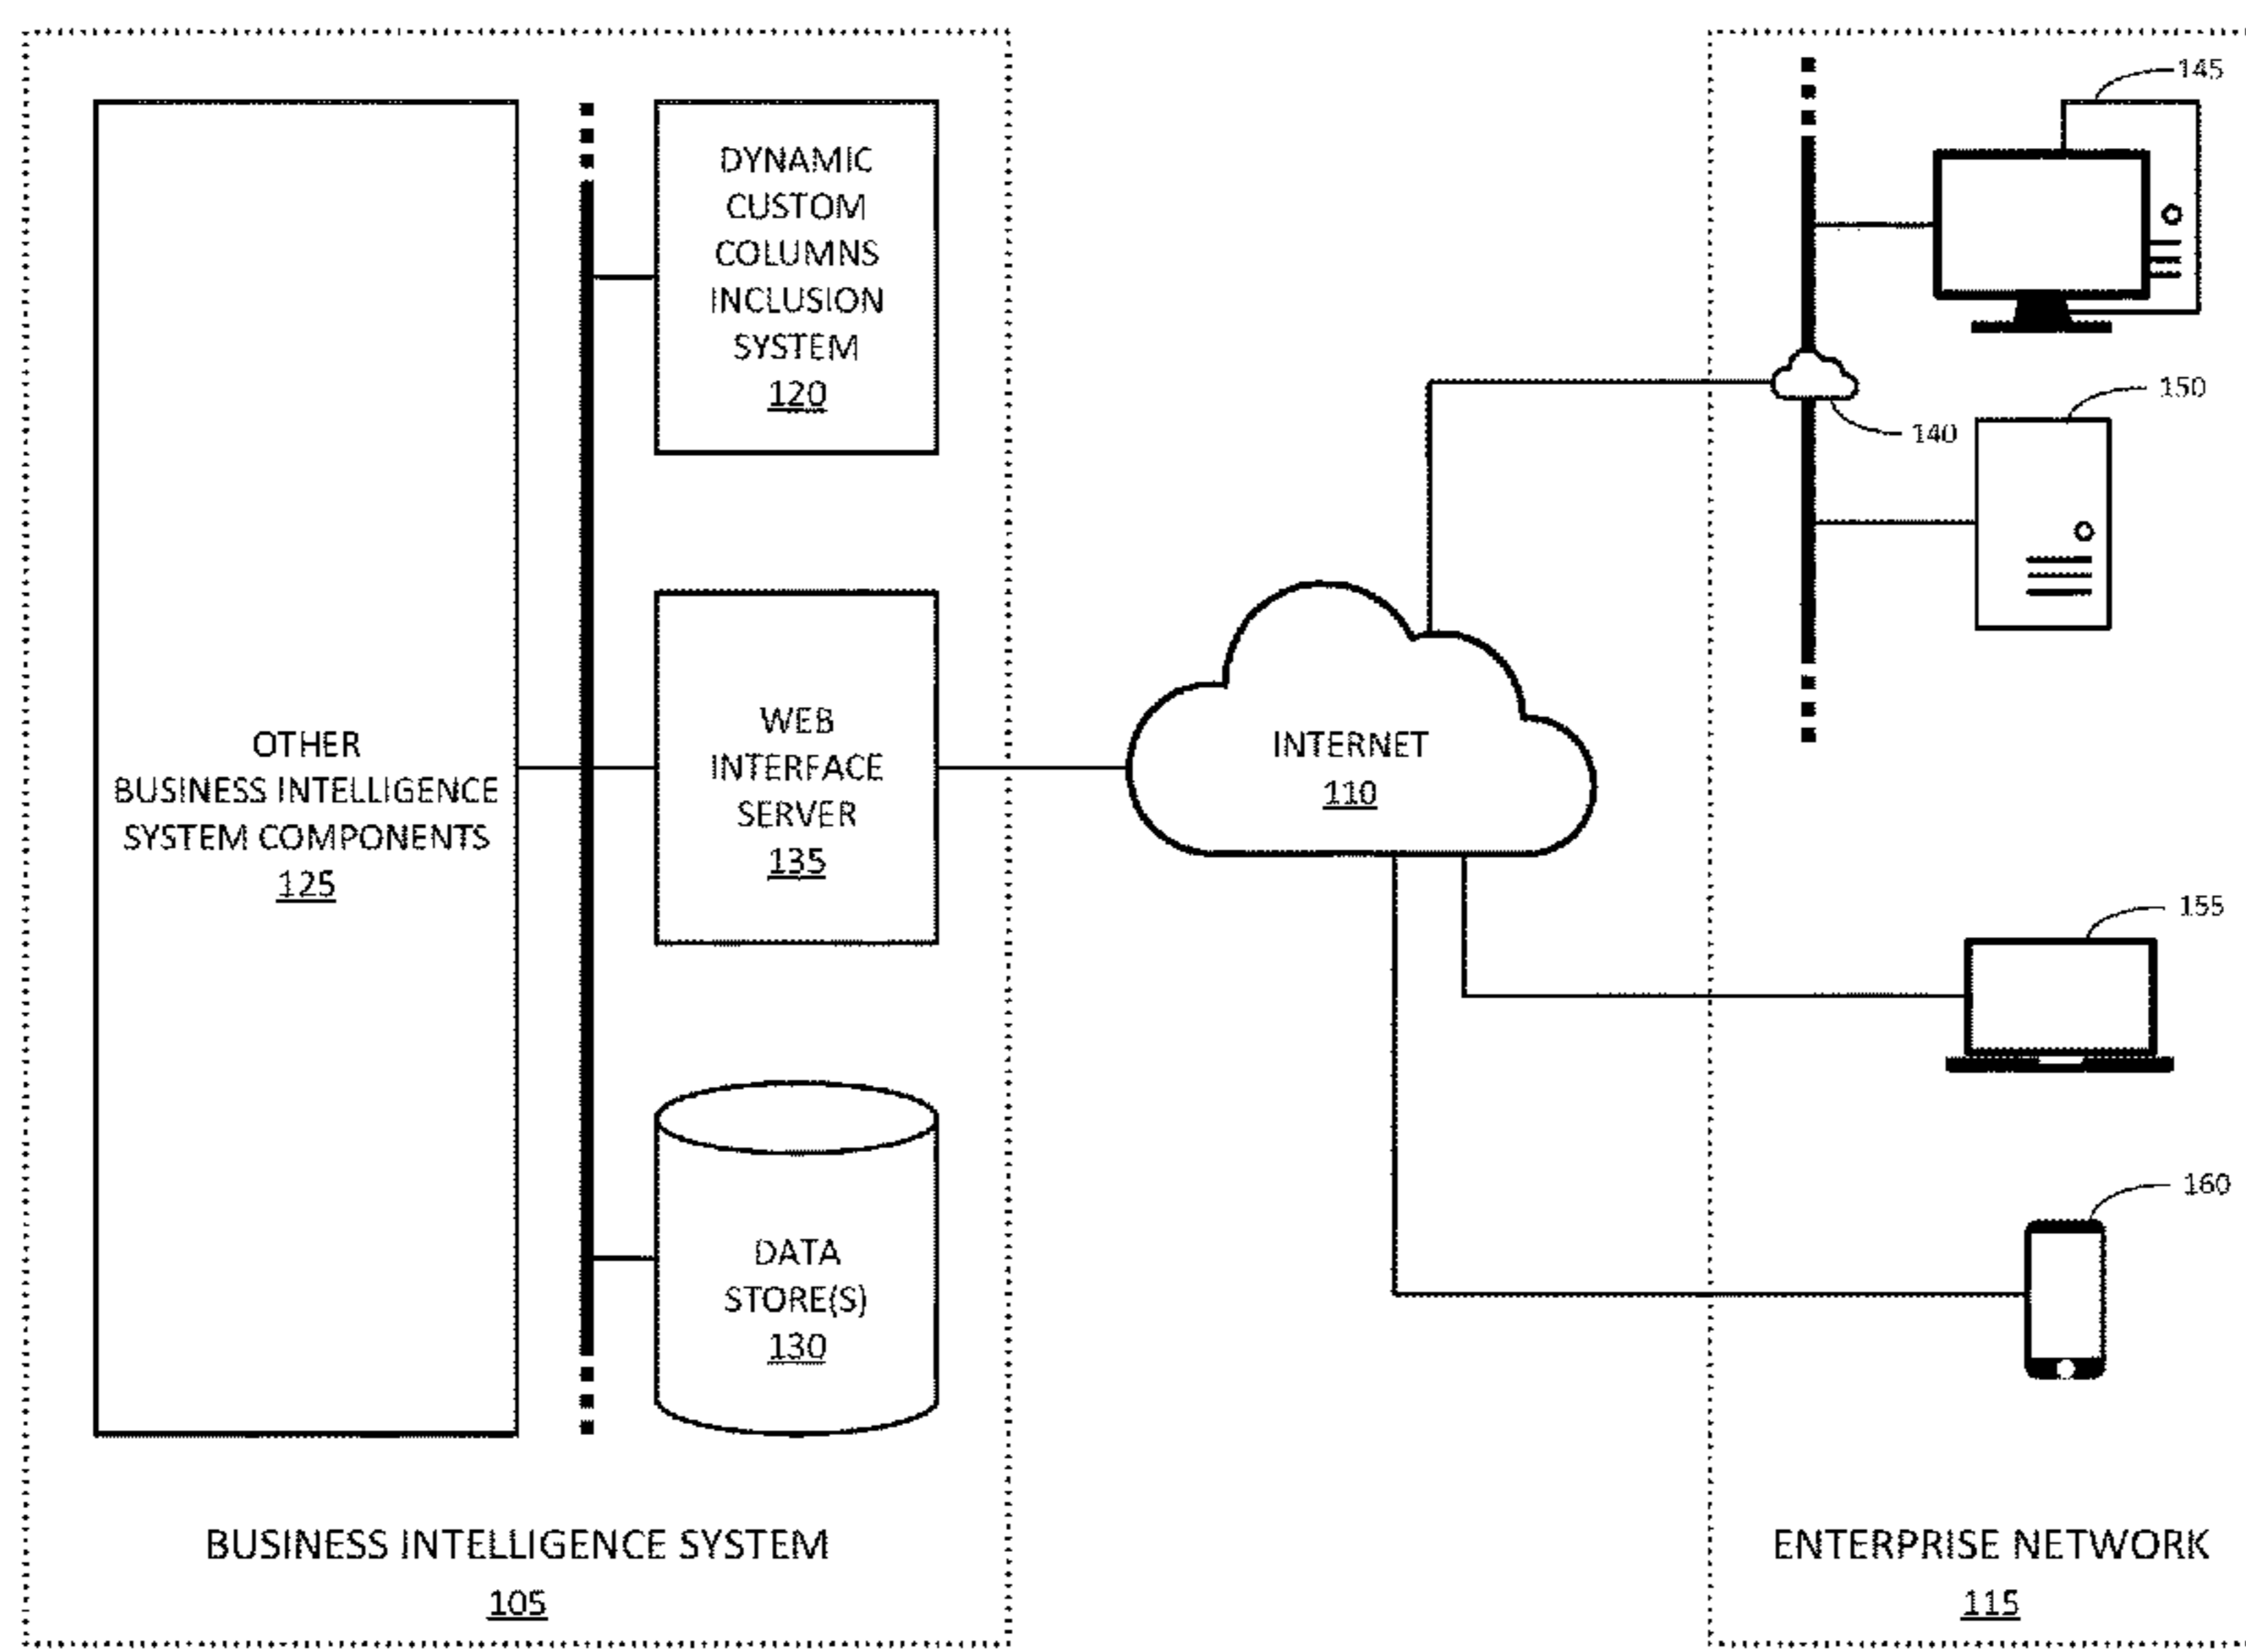 DYNAMIC
CUSTOM
COLUMNS
INCLUSION
SYSTEM
120
OTHER
BUSINESS INTELLIGENCE
SYSTEM COMPONENTS
125
WEB
INTERFACE
SERVER
135
DATA
STORE(S)
130
BUSINESS INTELLIGENCE SYSTEM
105
INTERNET
110
145
140
150
155
160
ENTERPRISE NETWORK
115